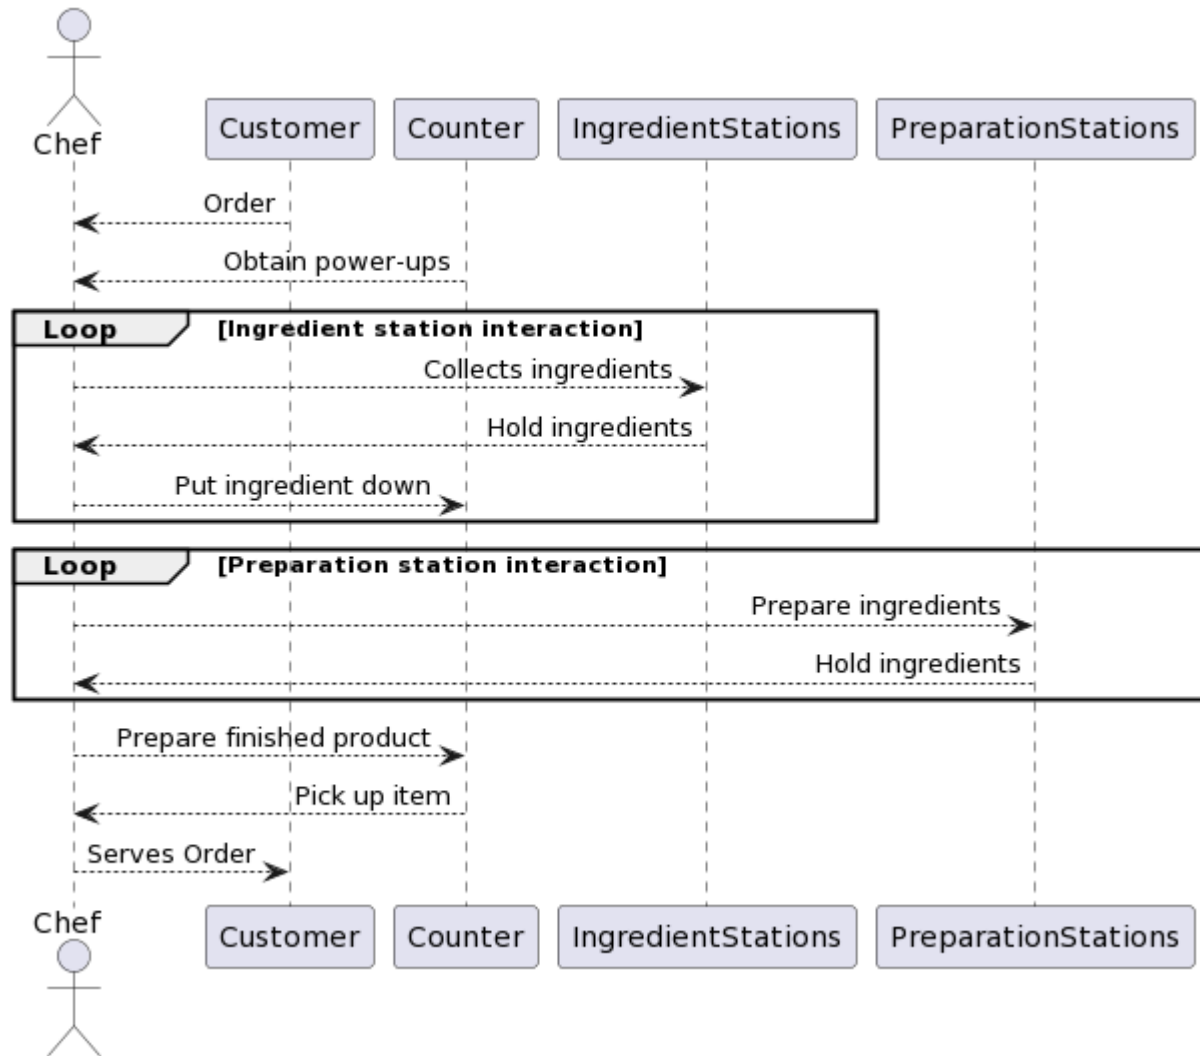 Chef
Customer
Counter
IngredientStations
PreparationStations
Order
Obtain power-ups
Loop
[Ingredient station interaction]
Collects ingredients
Hold ingredients
Put ingredient down
Loop
[Preparation station interaction]
Prepare ingredients
Hold ingredients
Prepare finished product
Pick up item
Serves Order
Chef
Customer
Counter
IngredientStations
PreparationStations